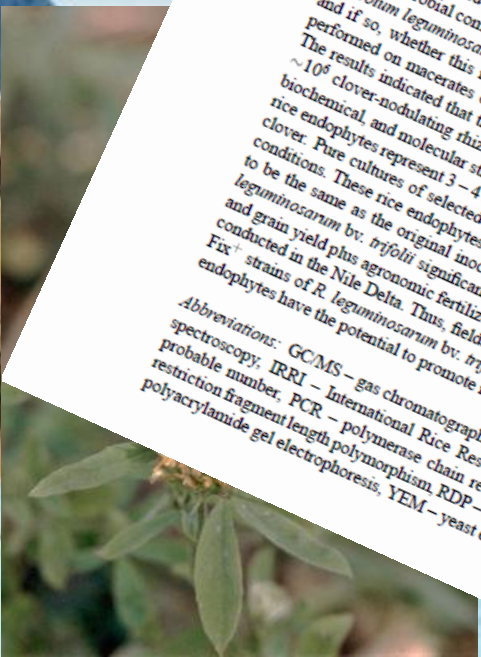 obial con
onum leguminosa
and if so, whether this
performed on macerates
The results indicated that t
~10⁶ clover-nodulating rhiz
biochemical, and molecular st
rice endophytes represent 3 – 4
clover. Pure cultures of selected
conditions. These rice endophytes
to be the same as the original inoc
leguminosarum bv. trifolii significan
and grain yield plus agronomic fertiliz
conducted in the Nile Delta. Thus, field
Fix⁺ strains of R. leguminosarum bv. tri
endophytes have the potential to promote
Abbreviations: GC/MS – gas chromatograph
spectroscopy, IRRI – International Rice Res
probable number, PCR – polymerase chain re
restriction fragment length polymorphism, RDP –
polyacrylamide gel electrophoresis, YEM – yeast